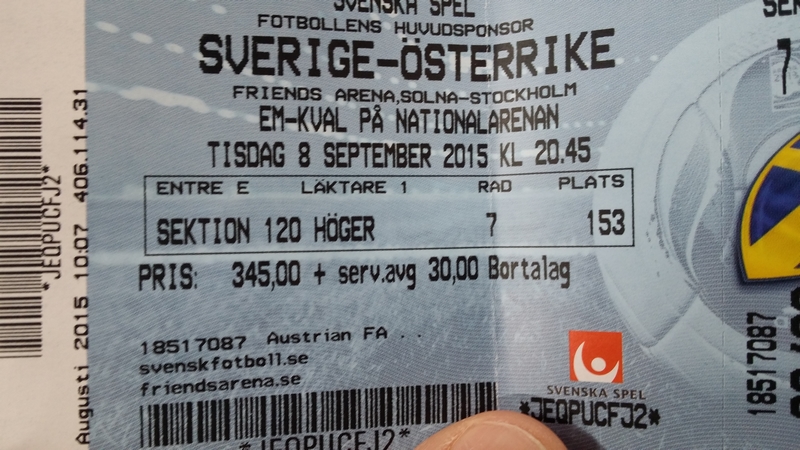 SVENSKA SPEL
FOTBOLLENS HUVUDSPONSOR
SVERIGE-ÖSTERRIKE
FRIENDS ARENA,SOLNA-STOCKHOLM
EM-KVAL PÅ NATIONALARENAN
TISDAG 8 SEPTEMBER 2015 KL 20.45
ENTRE E LÄKTARE 1 RAD PLATS
SEKTION 120 HÖGER 7 153
PRIS: 345,00 + serv.avg 30,00 Bortalag
18517087 Austrian FA . .
svenskfotboll.se
friendsarena.se
SVENSKA SPEL
*JEQPUCFJ2*
*JEQPUCFJ2*
*JEQPUCFJ2*
Augusti 2015 10:07 406.114.31
7
18517087